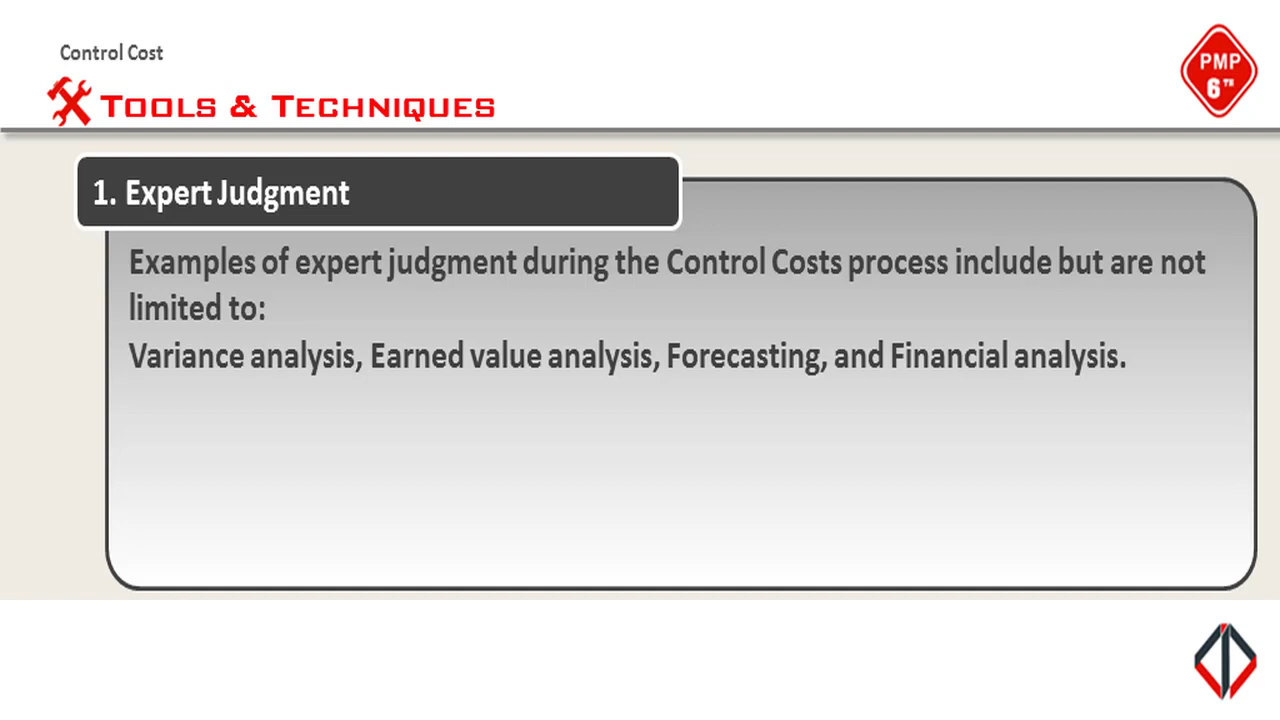 Control Cost
TOOLS & TECHNIQUES
PMP
6TH
1. Expert Judgment
Examples of expert judgment during the Control Costs process include but are not
limited to:
Variance analysis, Earned value analysis, Forecasting, and Financial analysis.